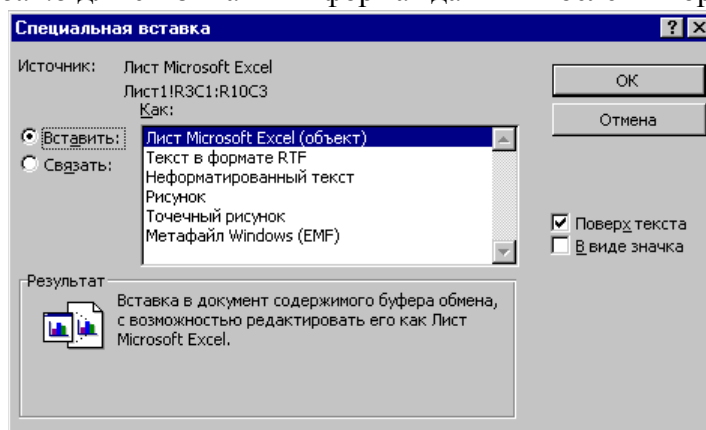 Специальная вставка
Источник: Лист Microsoft Excel
Лист1!R3C1:R10C3
Как:
Вставить:
Связать:
Лист Microsoft Excel (объект)
Текст в формате RTF
Неформатированный текст
Рисунок
Точечный рисунок
Метафайл Windows (EMF)
ОК
Отмена
Поверх текста
В виде значка
Результат
Вставка в документ содержимого буфера обмена,
с возможностью редактировать его как Лист
Microsoft Excel.